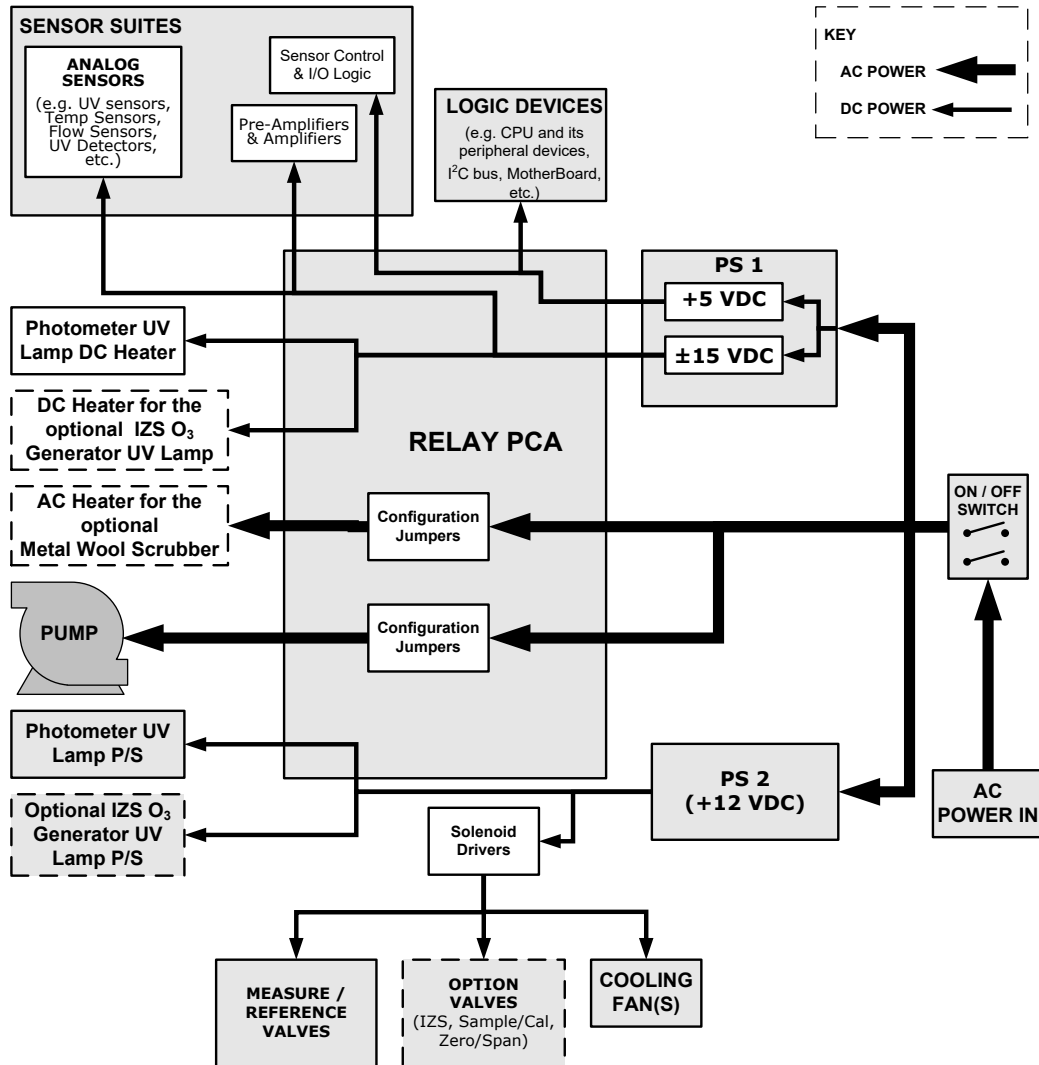 SENSOR SUITES
ANALOG
SENSORS
(e.g. UV sensors,
Temp Sensors,
Flow Sensors,
UV Detectors,
etc.)
Sensor Control
& I/O Logic
Pre-Amplifiers
& Amplifiers
LOGIC DEVICES
(e.g. CPU and its
peripheral devices,
I²C bus, MotherBoard,
etc.)
KEY
AC POWER
DC POWER
PS 1
+5 VDC
±15 VDC
Photometer UV
Lamp DC Heater
DC Heater for the
optional IZS O₃
Generator UV Lamp
RELAY PCA
AC Heater for the
optional
Metal Wool Scrubber
Configuration
Jumpers
ON / OFF
SWITCH
PUMP
Configuration
Jumpers
Photometer UV
Lamp P/S
PS 2
(+12 VDC)
AC
POWER IN
Optional IZS O₃
Generator UV
Lamp P/S
Solenoid
Drivers
MEASURE /
REFERENCE
VALVES
OPTION
VALVES
(IZS, Sample/Cal,
Zero/Span)
COOLING
FAN(S)